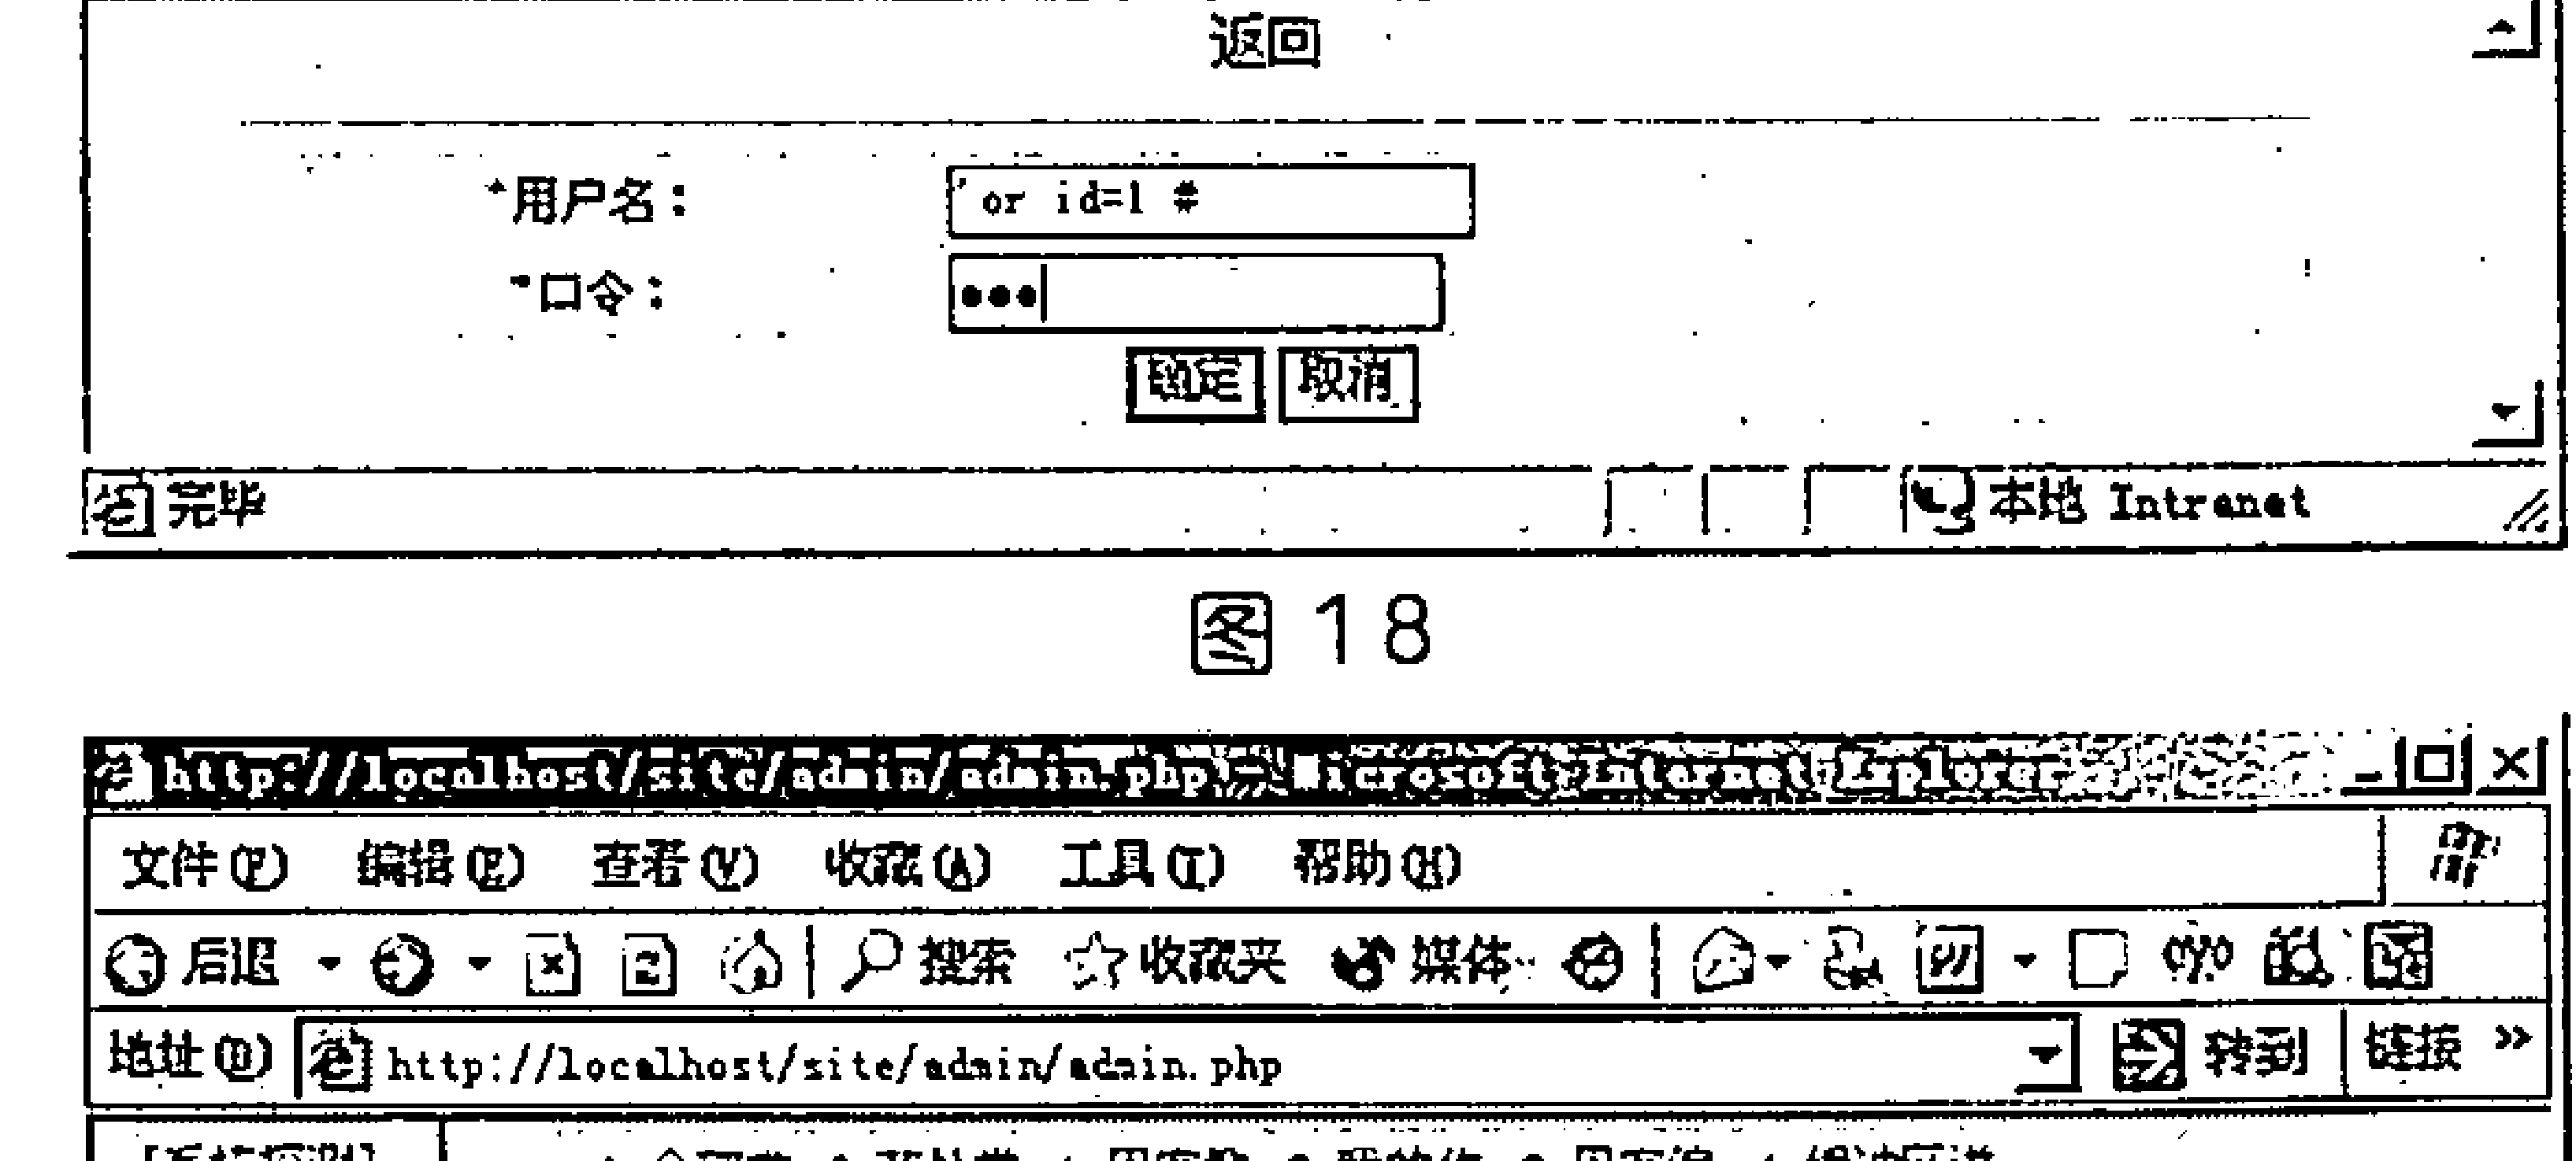 返回
*用户名: ' or id=1 #
*口令: •••
确定 取消
完毕 本地 Intranet
图 18
http://localhost/site/admin/admin.php - Microsoft Internet Explorer
文件(F) 编辑(E) 查看(V) 收藏(A) 工具(T) 帮助(H)
后退 搜索 收藏夹 媒体
地址(D) http://localhost/site/admin/admin.php 转到 链接 »